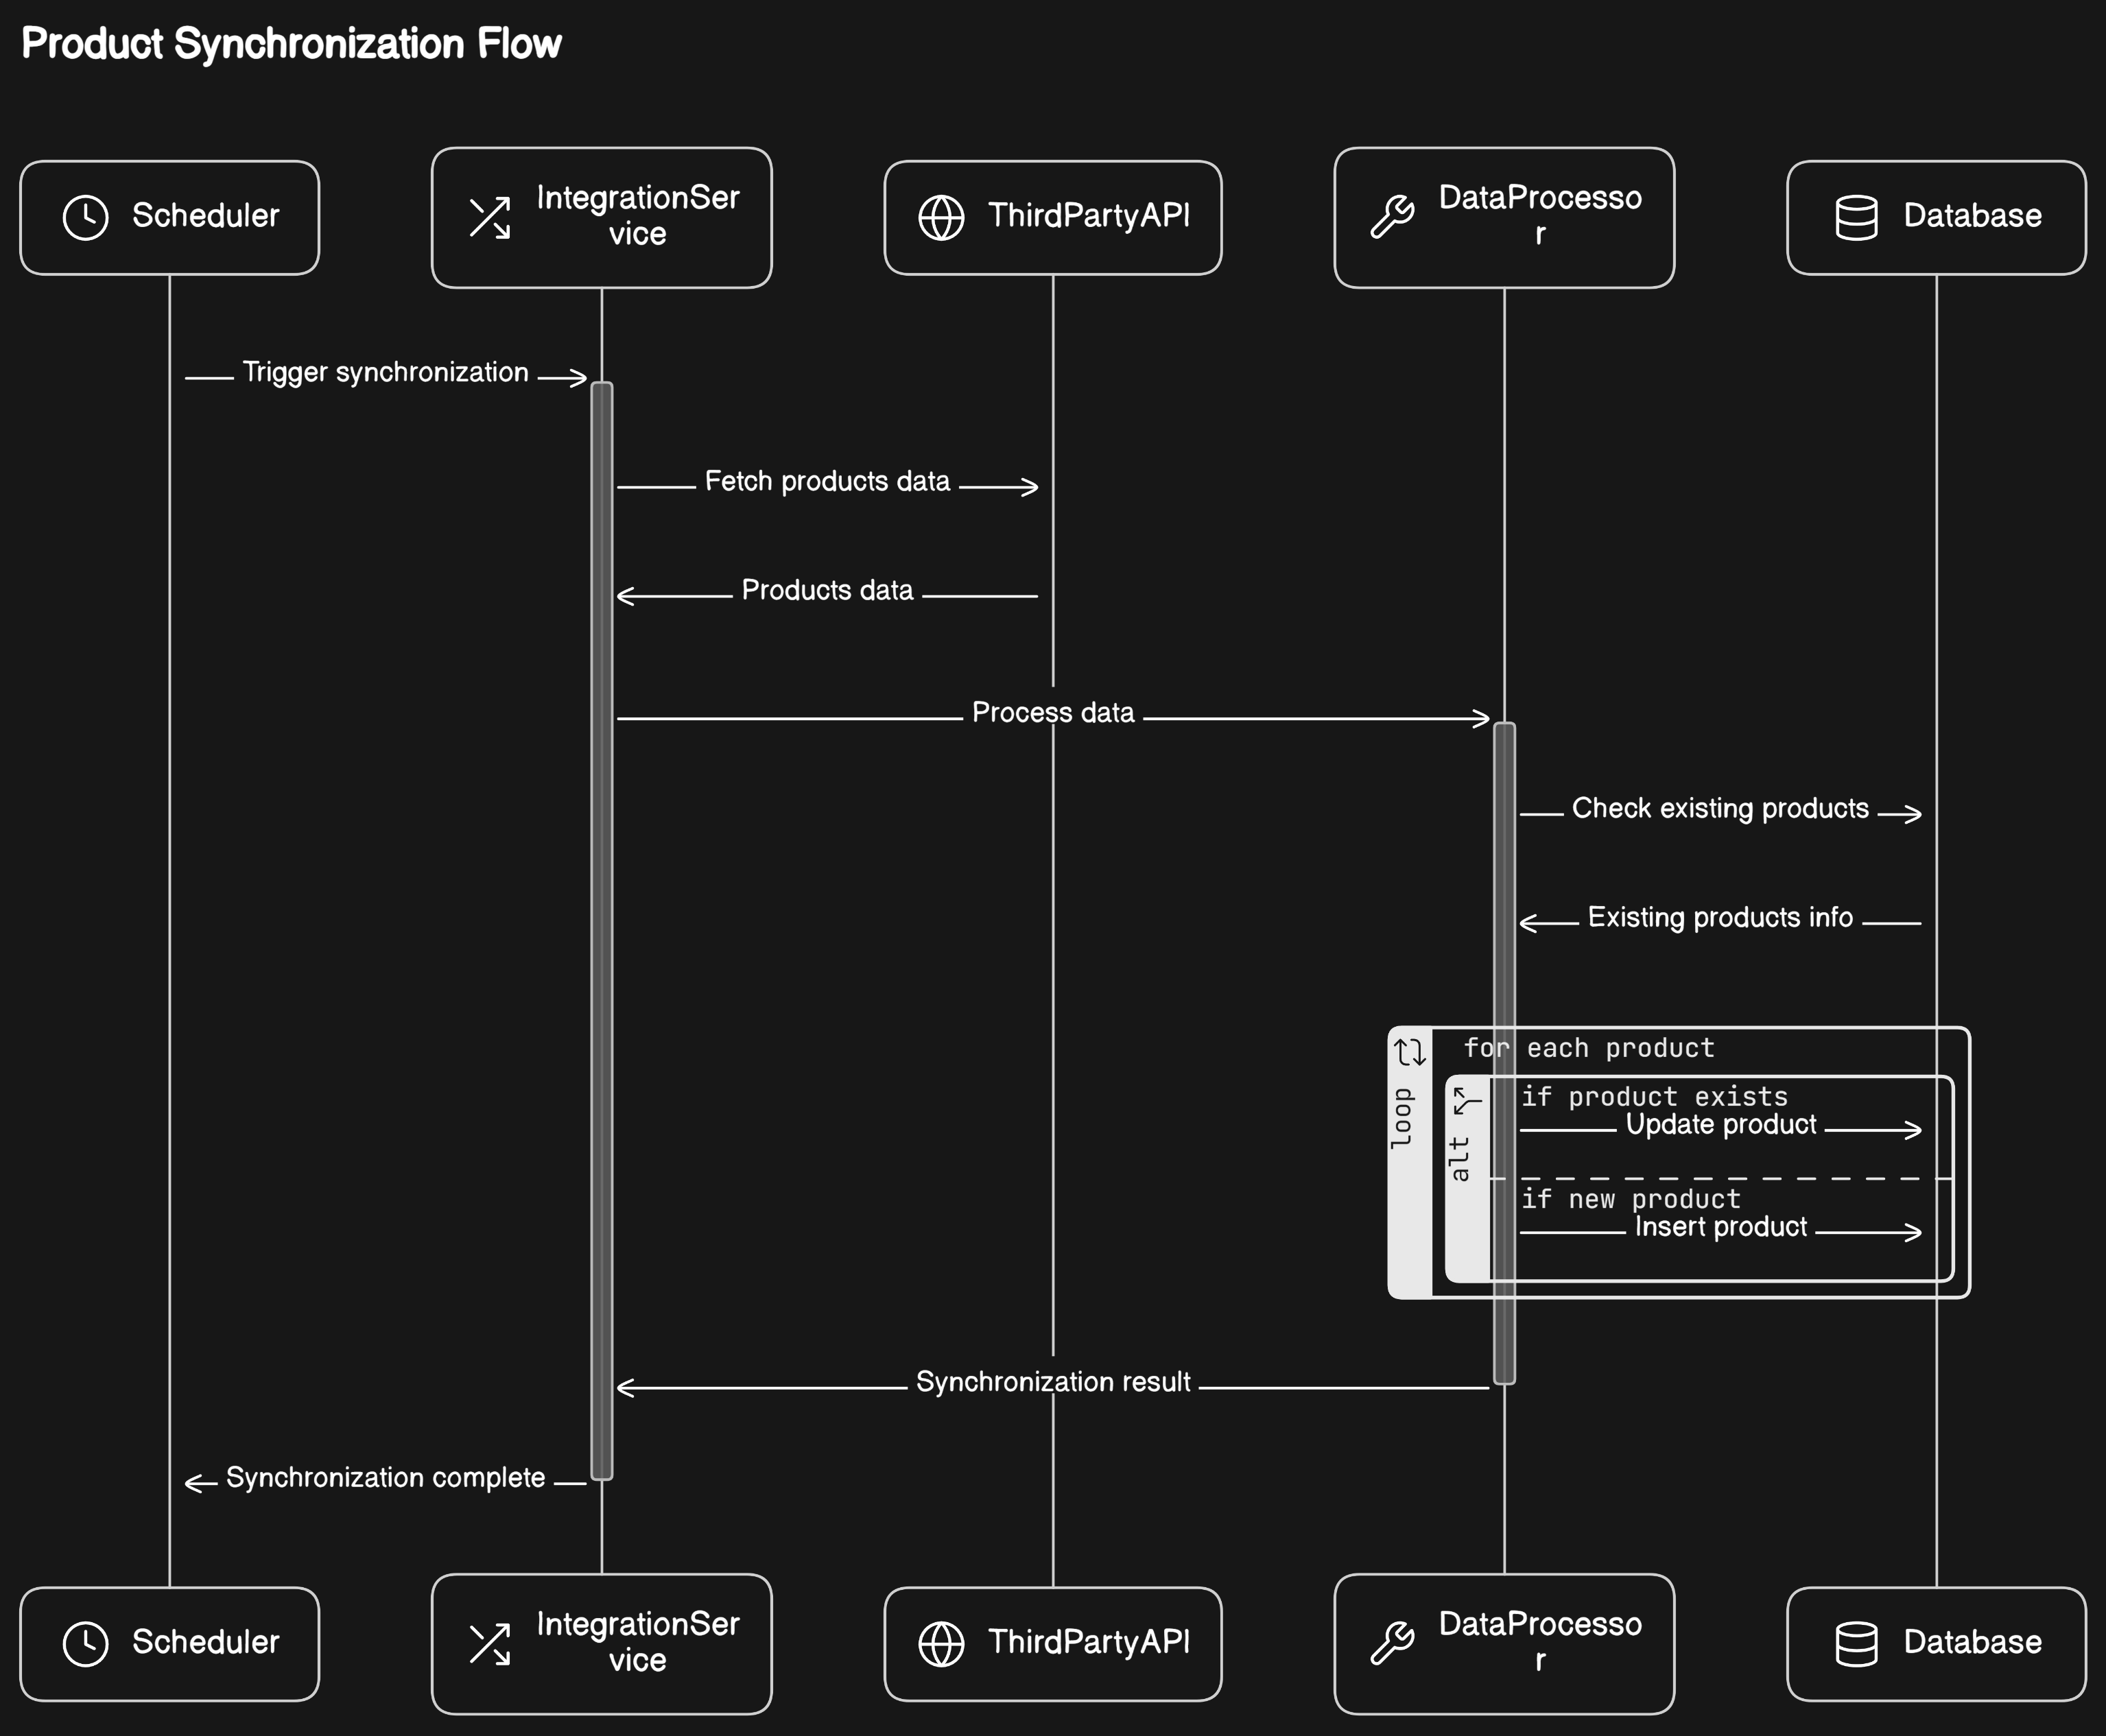 Product Synchronization Flow
Scheduler
IntegrationSer
vice
ThirdPartyAPI
DataProcesso
r
Database
Trigger synchronization
Fetch products data
Products data
Process data
Check existing products
Existing products info
loop
for each product
alt
if product exists
Update product
if new product
Insert product
Synchronization result
Synchronization complete
Scheduler
IntegrationSer
vice
ThirdPartyAPI
DataProcesso
r
Database